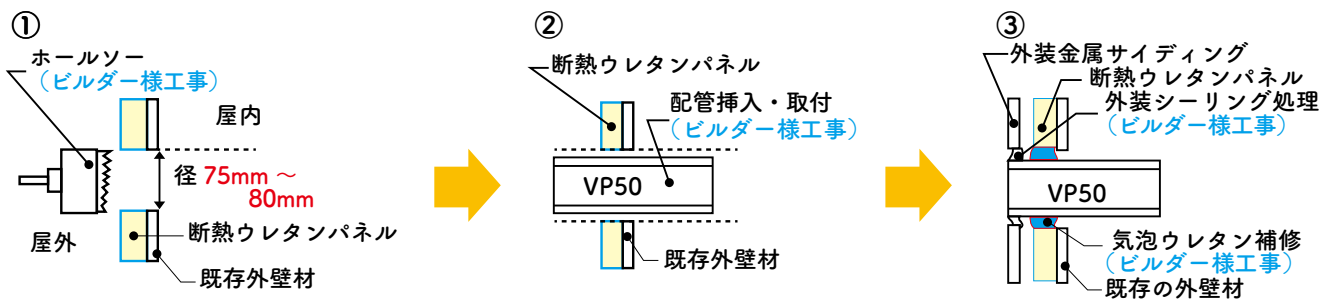 ①
ホールソー
（ビルダー様工事）
屋内
径 75mm ～
80mm
屋外
断熱ウレタンパネル
既存外壁材
②
断熱ウレタンパネル
配管挿入・取付
（ビルダー様工事）
VP50
既存外壁材
③
外装金属サイディング
断熱ウレタンパネル
外装シーリング処理
（ビルダー様工事）
VP50
気泡ウレタン補修
（ビルダー様工事）
既存の外壁材